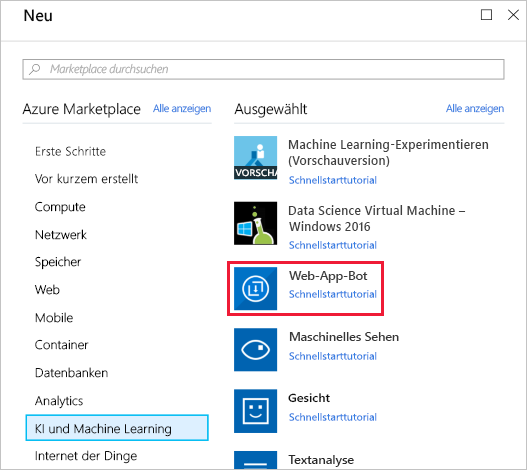 Neu
Marketplace durchsuchen
Azure Marketplace
Alle anzeigen
Erste Schritte
Vor kurzem erstellt
Compute
Netzwerk
Speicher
Web
Mobile
Container
Datenbanken
Analytics
KI und Machine Learning
Internet der Dinge
Ausgewählt
Alle anzeigen
VORSCHA
Machine Learning-Experimentieren
(Vorschauversion)
Schnellstarttutorial
Data Science Virtual Machine –
Windows 2016
Schnellstarttutorial
Web-App-Bot
Schnellstarttutorial
Maschinelles Sehen
Schnellstarttutorial
Gesicht
Schnellstarttutorial
Textanalyse